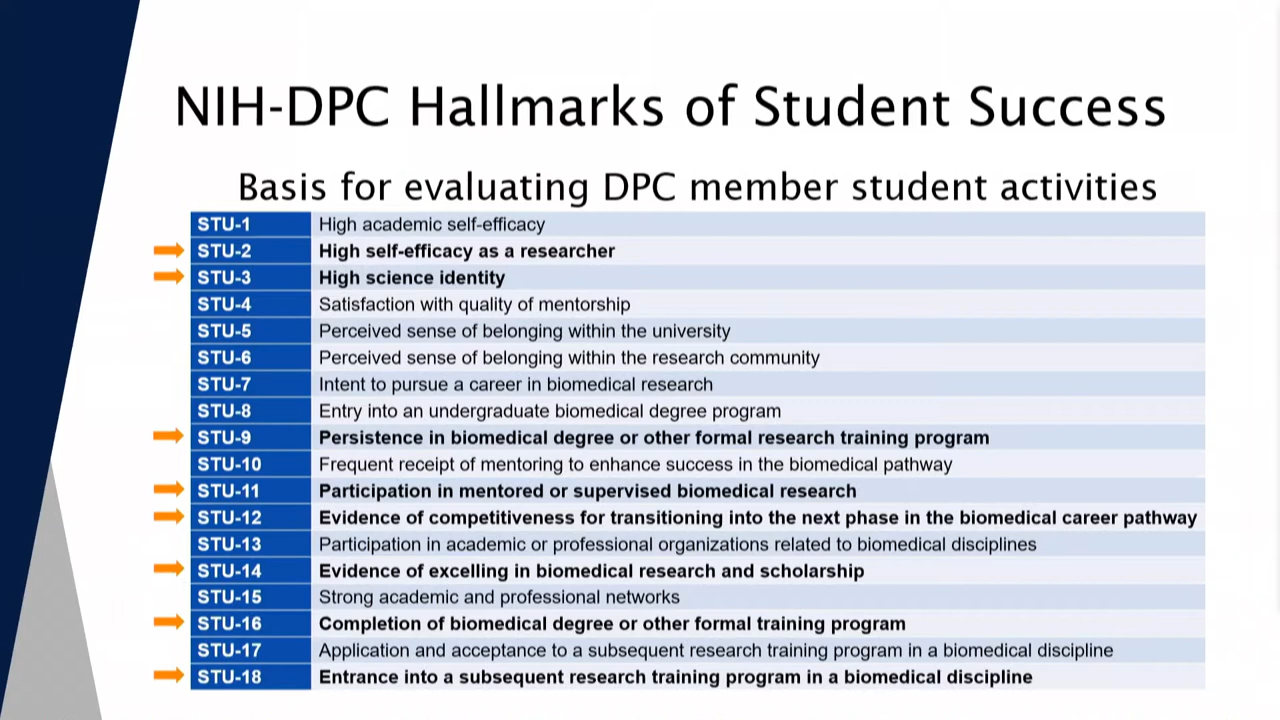 NIH-DPC Hallmarks of Student Success
Basis for evaluating DPC member student activities
STU-1 High academic self-efficacy
STU-2 High self-efficacy as a researcher
STU-3 High science identity
STU-4 Satisfaction with quality of mentorship
STU-5 Perceived sense of belonging within the university
STU-6 Perceived sense of belonging within the research community
STU-7 Intent to pursue a career in biomedical research
STU-8 Entry into an undergraduate biomedical degree program
STU-9 Persistence in biomedical degree or other formal research training program
STU-10 Frequent receipt of mentoring to enhance success in the biomedical pathway
STU-11 Participation in mentored or supervised biomedical research
STU-12 Evidence of competitiveness for transitioning into the next phase in the biomedical career pathway
STU-13 Participation in academic or professional organizations related to biomedical disciplines
STU-14 Evidence of excelling in biomedical research and scholarship
STU-15 Strong academic and professional networks
STU-16 Completion of biomedical degree or other formal training program
STU-17 Application and acceptance to a subsequent research training program in a biomedical discipline
STU-18 Entrance into a subsequent research training program in a biomedical discipline